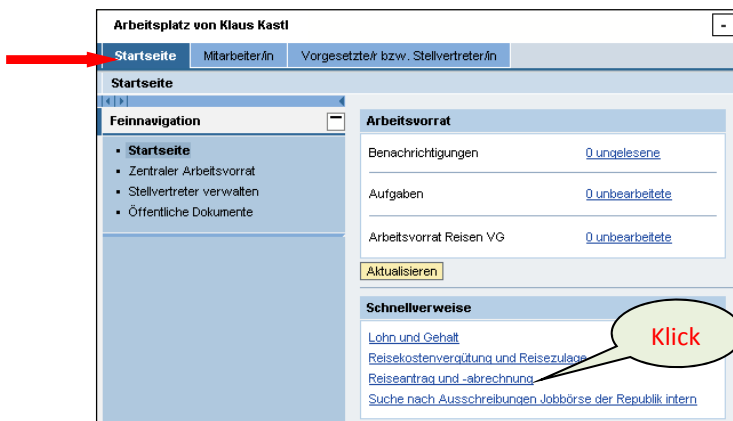 Arbeitsplatz von Klaus Kastl
Startseite Mitarbeiter/in Vorgesetzte/r bzw. Stellvertreter/in
Startseite
Feinnavigation
Startseite
Zentraler Arbeitsvorrat
Stellvertreter verwalten
Öffentliche Dokumente
Arbeitsvorrat
Benachrichtigungen 0 ungelesene
Aufgaben 0 unbearbeitete
Arbeitsvorrat Reisen VG 0 unbearbeitete
Aktualisieren
Schnellverweise
Lohn und Gehalt
Reisekostenvergütung und Reisezulage
Reiseantrag und -abrechnung
Suche nach Ausschreibungen Jobbörse der Republik intern
Klick